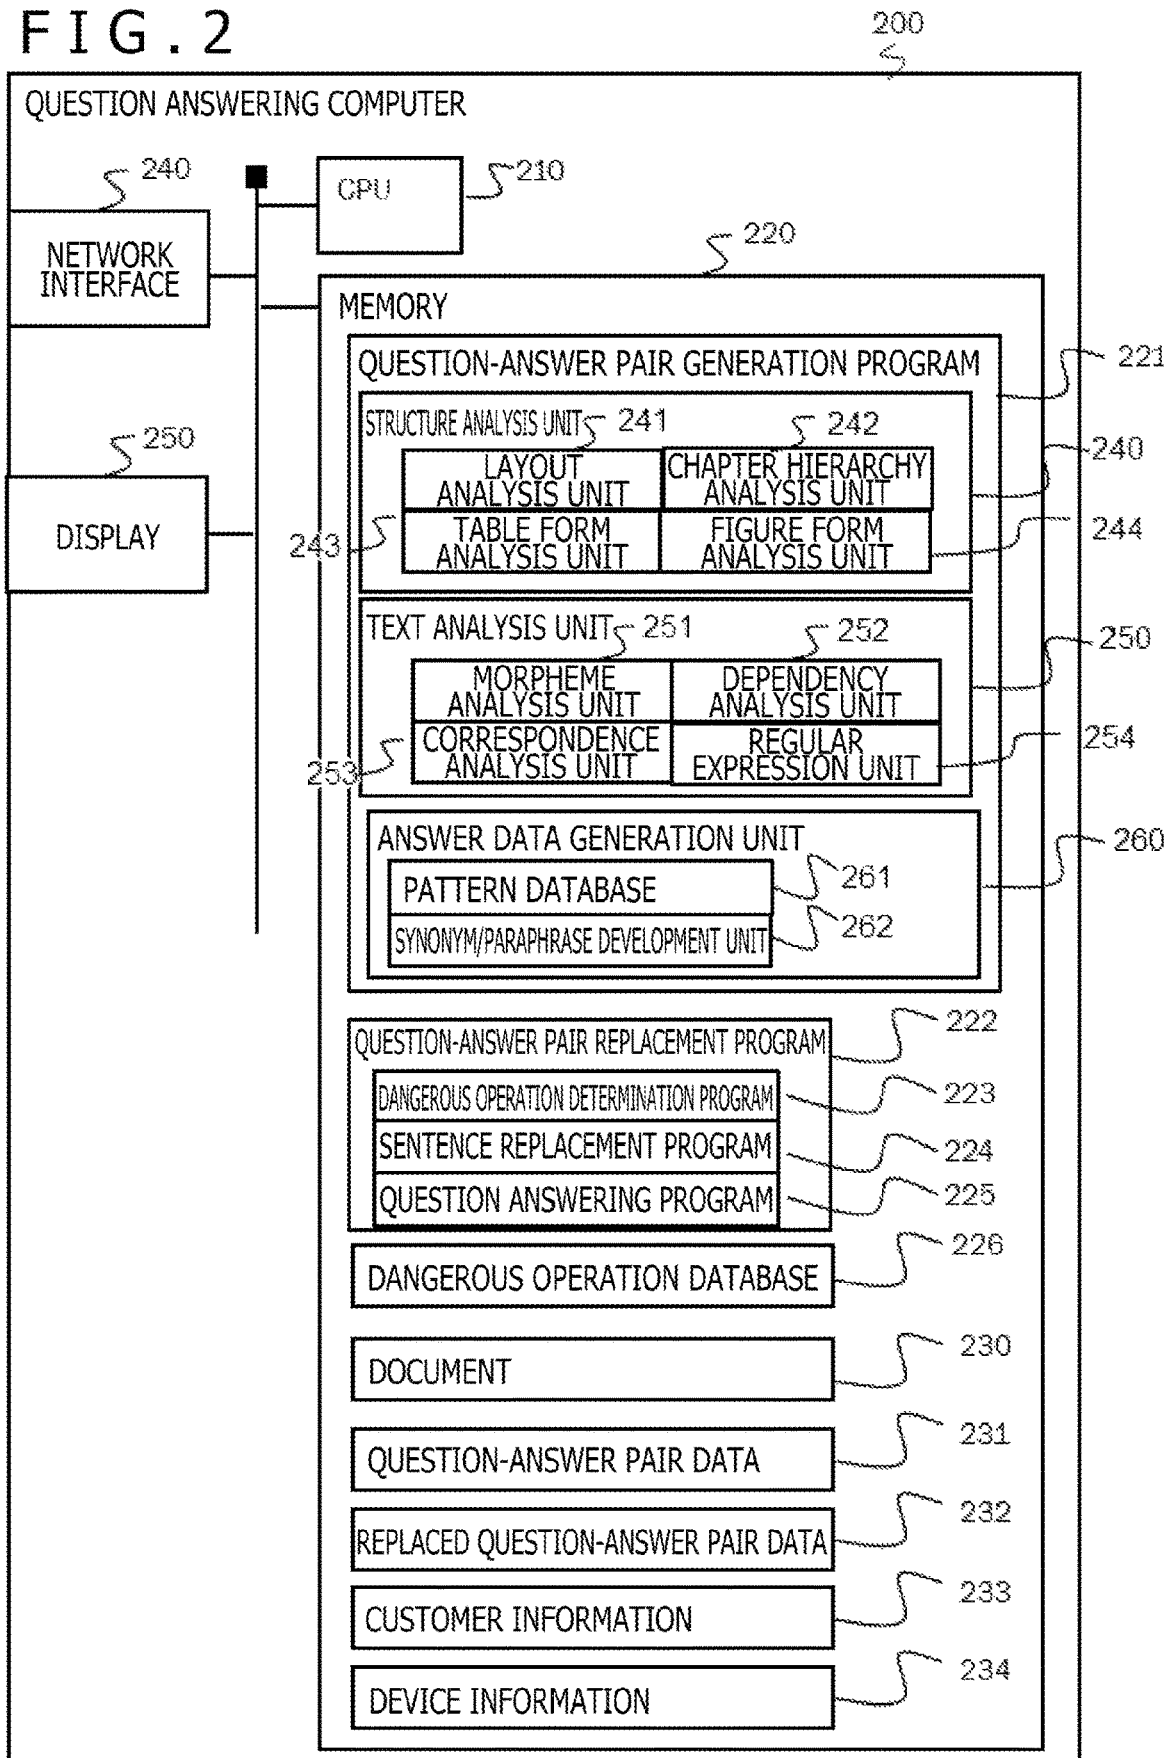 FIG.2
200
QUESTION ANSWERING COMPUTER
240
NETWORK
INTERFACE
CPU
210
220
MEMORY
250
DISPLAY
QUESTION-ANSWER PAIR GENERATION PROGRAM
221
STRUCTURE ANALYSIS UNIT
241
242
240
LAYOUT
ANALYSIS UNIT
CHAPTER HIERARCHY
ANALYSIS UNIT
243
TABLE FORM
ANALYSIS UNIT
FIGURE FORM
ANALYSIS UNIT
244
TEXT ANALYSIS UNIT
251
252
250
MORPHEME
ANALYSIS UNIT
DEPENDENCY
ANALYSIS UNIT
253
CORRESPONDENCE
ANALYSIS UNIT
REGULAR
EXPRESSION UNIT
254
ANSWER DATA GENERATION UNIT
260
PATTERN DATABASE
261
SYNONYM/PARAPHRASE DEVELOPMENT UNIT
262
QUESTION-ANSWER PAIR REPLACEMENT PROGRAM
222
DANGEROUS OPERATION DETERMINATION PROGRAM
223
SENTENCE REPLACEMENT PROGRAM
224
QUESTION ANSWERING PROGRAM
225
DANGEROUS OPERATION DATABASE
226
DOCUMENT
230
QUESTION-ANSWER PAIR DATA
231
REPLACED QUESTION-ANSWER PAIR DATA
232
CUSTOMER INFORMATION
233
DEVICE INFORMATION
234